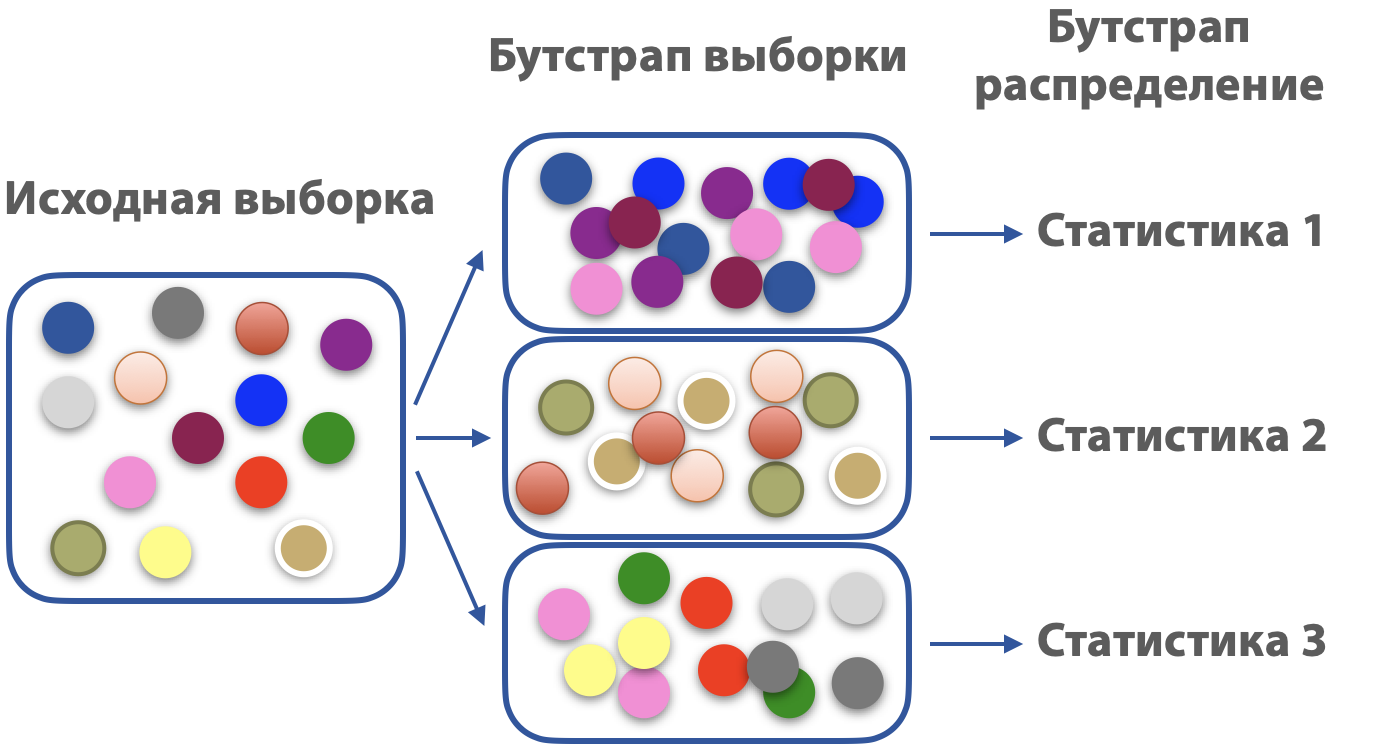 Бутстрап выборки
Бутстрап
распределение
Исходная выборка
Статистика 1
Статистика 2
Статистика 3